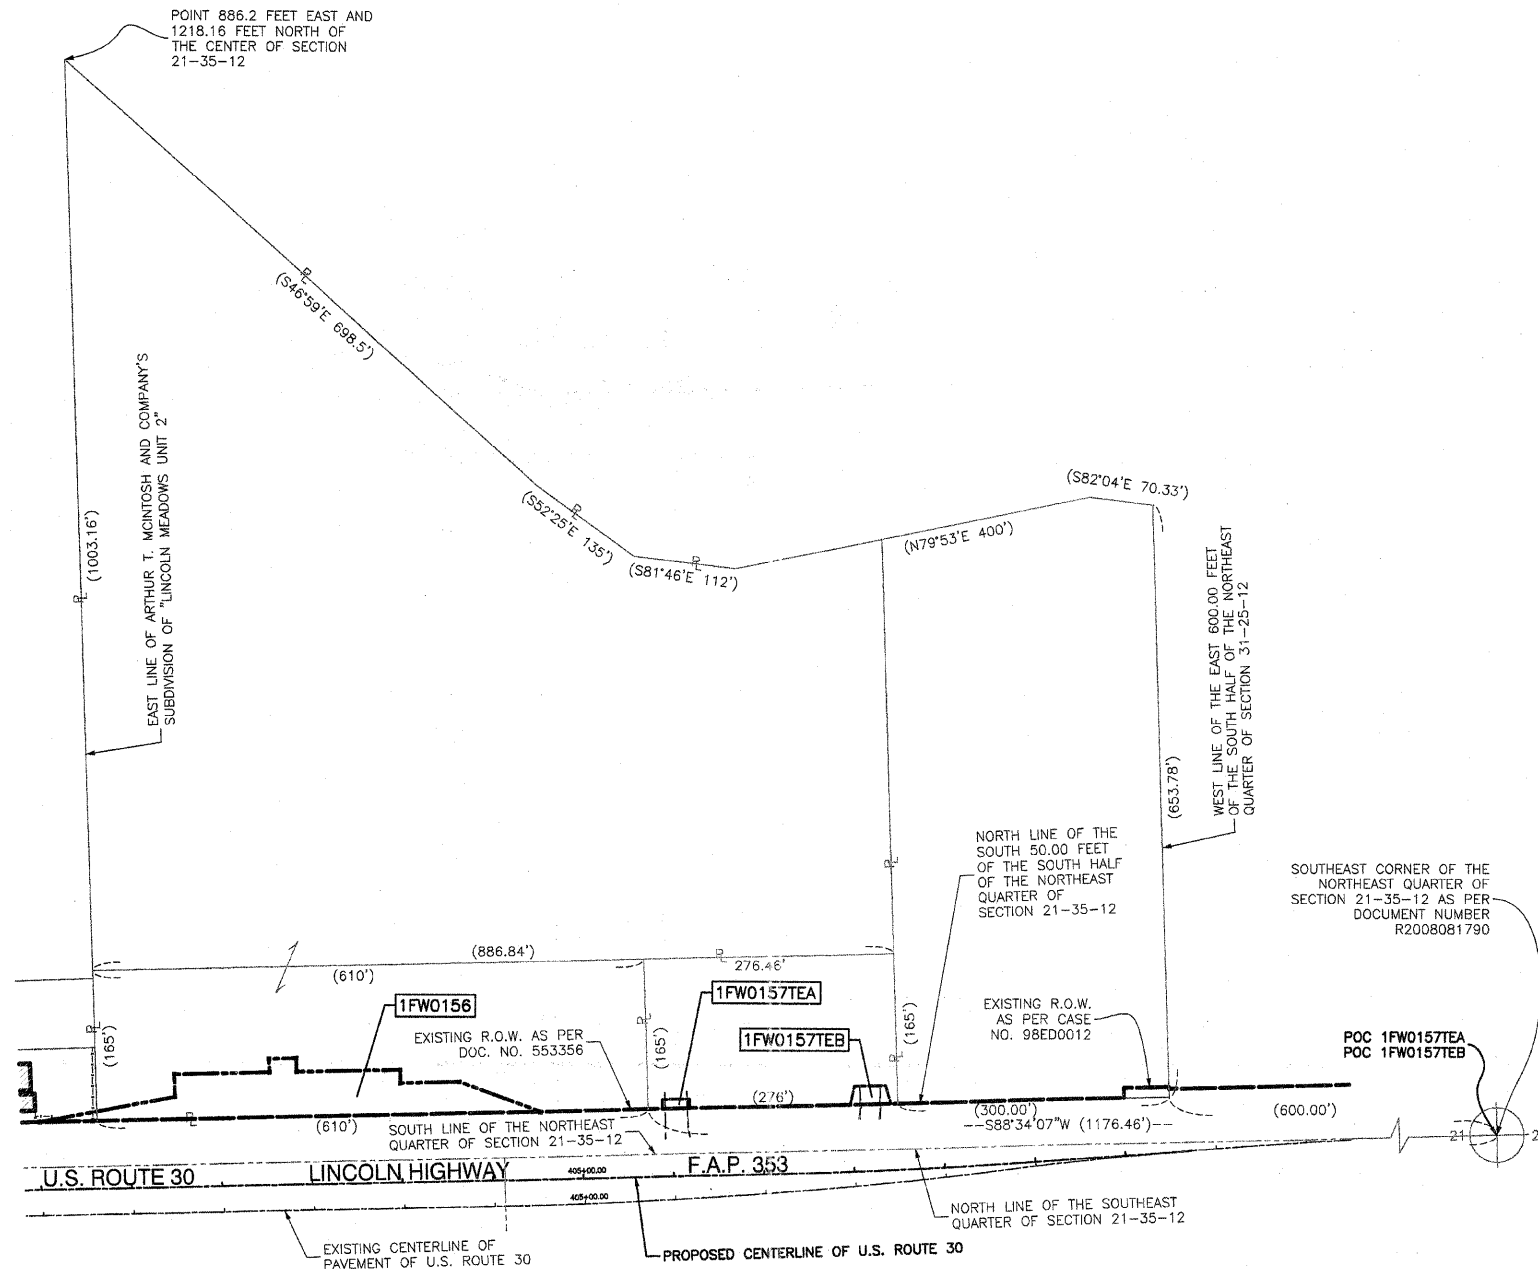 POINT 886.2 FEET EAST AND
1218.16 FEET NORTH OF
THE CENTER OF SECTION
21-35-12
(S46°59'E 698.5')
(S52°25'E 135')
(S81°46'E 112')
(N79°53'E 400')
(S82°04'E 70.33')
EAST LINE OF ARTHUR T. MCINTOSH AND COMPANY'S
SUBDIVISION OF "LINCOLN MEADOWS UNIT 2"
(1003.16')
WEST LINE OF THE EAST 600.00 FEET
OF THE SOUTH HALF OF THE NORTHEAST
QUARTER OF SECTION 31-25-12
(653.78')
NORTH LINE OF THE
SOUTH 50.00 FEET
OF THE SOUTH HALF
OF THE NORTHEAST
QUARTER OF
SECTION 21-35-12
SOUTHEAST CORNER OF THE
NORTHEAST QUARTER OF
SECTION 21-35-12 AS PER
DOCUMENT NUMBER
R2008081790
(886.84')
(610')
276.46'
1FW0156
1FW0157TEA
1FW0157TEB
EXISTING R.O.W. AS PER
DOC. NO. 553356
EXISTING R.O.W.
AS PER CASE
NO. 98ED0012
POC 1FW0157TEA
POC 1FW0157TEB
(165')
(165')
(165')
(276')
(610')
(300.00')
(600.00')
S88°34'07"W (1176.46')
SOUTH LINE OF THE NORTHEAST
QUARTER OF SECTION 21-35-12
21
2
U.S. ROUTE 30
LINCOLN HIGHWAY
F.A.P. 353
405+00.00
405+00.00
NORTH LINE OF THE SOUTHEAST
QUARTER OF SECTION 21-35-12
EXISTING CENTERLINE OF
PAVEMENT OF U.S. ROUTE 30
PROPOSED CENTERLINE OF U.S. ROUTE 30